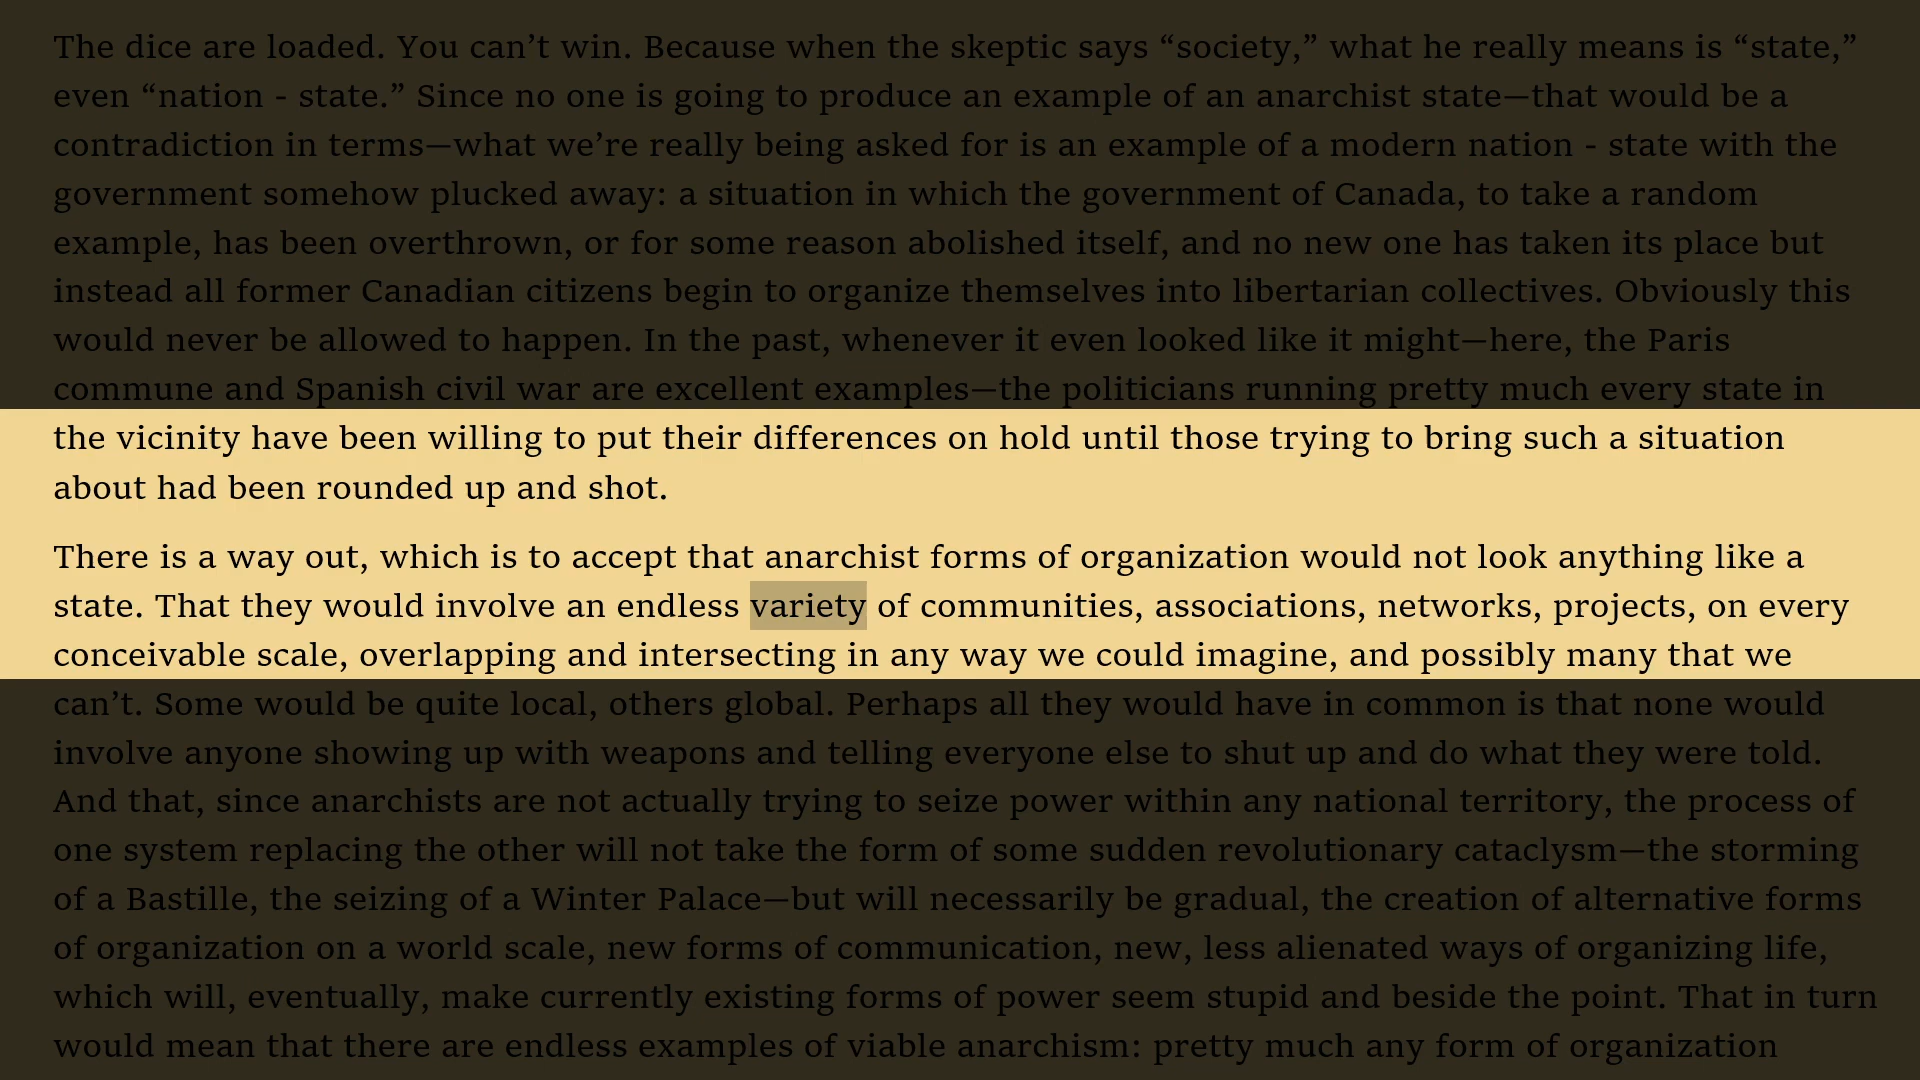 The dice are loaded. You can’t win. Because when the skeptic says “society,” what he really means is “state,”
even “nation - state.” Since no one is going to produce an example of an anarchist state—that would be a
contradiction in terms—what we’re really being asked for is an example of a modern nation - state with the
government somehow plucked away: a situation in which the government of Canada, to take a random
example, has been overthrown, or for some reason abolished itself, and no new one has taken its place but
instead all former Canadian citizens begin to organize themselves into libertarian collectives. Obviously this
would never be allowed to happen. In the past, whenever it even looked like it might—here, the Paris
commune and Spanish civil war are excellent examples—the politicians running pretty much every state in
the vicinity have been willing to put their differences on hold until those trying to bring such a situation
about had been rounded up and shot.
There is a way out, which is to accept that anarchist forms of organization would not look anything like a
state. That they would involve an endless variety of communities, associations, networks, projects, on every
conceivable scale, overlapping and intersecting in any way we could imagine, and possibly many that we
can’t. Some would be quite local, others global. Perhaps all they would have in common is that none would
involve anyone showing up with weapons and telling everyone else to shut up and do what they were told.
And that, since anarchists are not actually trying to seize power within any national territory, the process of
one system replacing the other will not take the form of some sudden revolutionary cataclysm—the storming
of a Bastille, the seizing of a Winter Palace—but will necessarily be gradual, the creation of alternative forms
of organization on a world scale, new forms of communication, new, less alienated ways of organizing life,
which will, eventually, make currently existing forms of power seem stupid and beside the point. That in turn
would mean that there are endless examples of viable anarchism: pretty much any form of organization